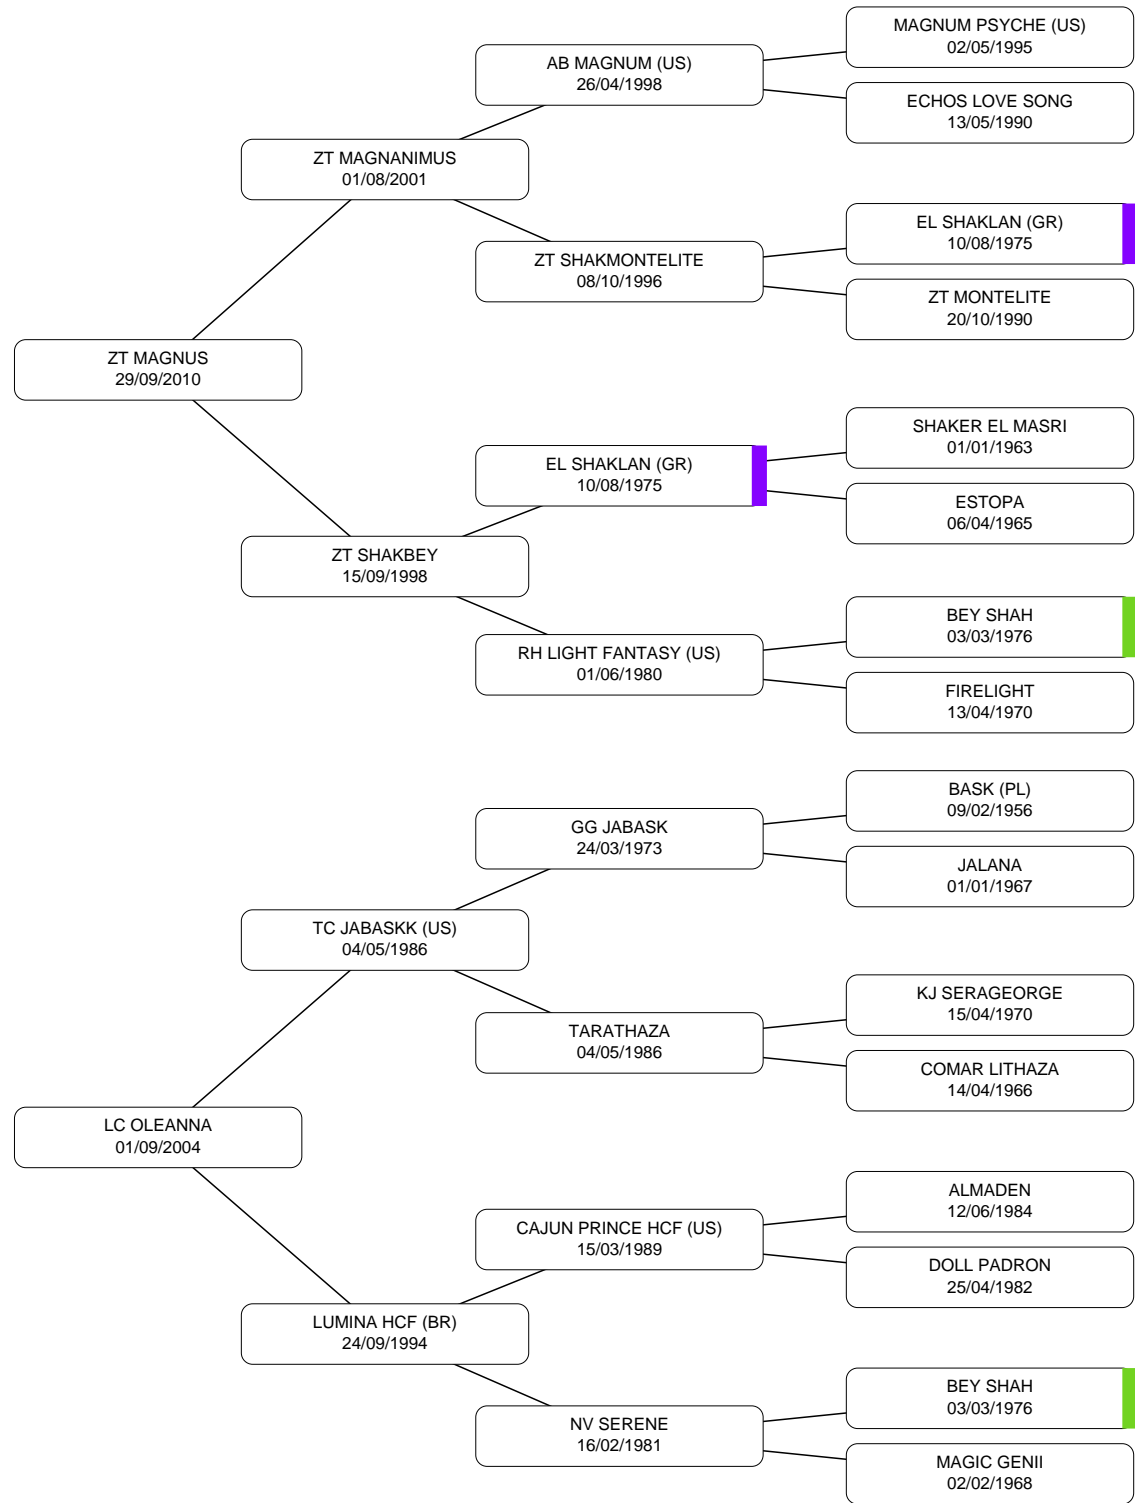 MAGNUM PSYCHE (US)
02/05/1995
AB MAGNUM (US)
26/04/1998
ECHOS LOVE SONG
13/05/1990
ZT MAGNANIMUS
01/08/2001
EL SHAKLAN (GR)
10/08/1975
ZT SHAKMONTELITE
08/10/1996
ZT MONTELITE
20/10/1990
ZT MAGNUS
29/09/2010
SHAKER EL MASRI
01/01/1963
EL SHAKLAN (GR)
10/08/1975
ESTOPA
06/04/1965
ZT SHAKBEY
15/09/1998
BEY SHAH
03/03/1976
RH LIGHT FANTASY (US)
01/06/1980
FIRELIGHT
13/04/1970
BASK (PL)
09/02/1956
GG JABASK
24/03/1973
JALANA
01/01/1967
TC JABASKK (US)
04/05/1986
KJ SERAGEORGE
15/04/1970
TARATHAZA
04/05/1986
COMAR LITHAZA
14/04/1966
LC OLEANNA
01/09/2004
ALMADEN
12/06/1984
CAJUN PRINCE HCF (US)
15/03/1989
DOLL PADRON
25/04/1982
LUMINA HCF (BR)
24/09/1994
BEY SHAH
03/03/1976
NV SERENE
16/02/1981
MAGIC GENII
02/02/1968